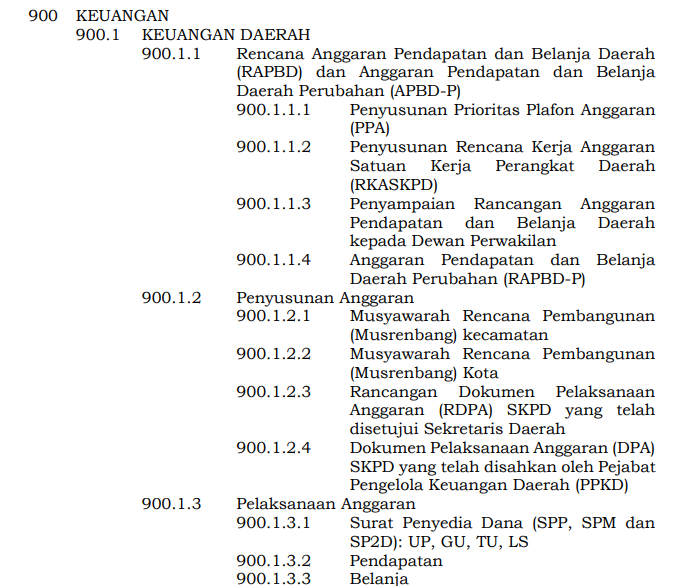 900 KEUANGAN
900.1 KEUANGAN DAERAH
900.1.1 Rencana Anggaran Pendapatan dan Belanja Daerah
(RAPBD) dan Anggaran Pendapatan dan Belanja
Daerah Perubahan (APBD-P)
900.1.1.1 Penyusunan Prioritas Plafon Anggaran
(PPA)
900.1.1.2 Penyusunan Rencana Kerja Anggaran
Satuan Kerja Perangkat Daerah
(RKASKPD)
900.1.1.3 Penyampaian Rancangan Anggaran
Pendapatan dan Belanja Daerah
kepada Dewan Perwakilan
900.1.1.4 Anggaran Pendapatan dan Belanja
Daerah Perubahan (RAPBD-P)
900.1.2 Penyusunan Anggaran
900.1.2.1 Musyawarah Rencana Pembangunan
(Musrenbang) kecamatan
900.1.2.2 Musyawarah Rencana Pembangunan
(Musrenbang) Kota
900.1.2.3 Rancangan Dokumen Pelaksanaan
Anggaran (RDPA) SKPD yang telah
disetujui Sekretaris Daerah
900.1.2.4 Dokumen Pelaksanaan Anggaran (DPA)
SKPD yang telah disahkan oleh Pejabat
Pengelola Keuangan Daerah (PPKD)
900.1.3 Pelaksanaan Anggaran
900.1.3.1 Surat Penyedia Dana (SPP, SPM dan
SP2D): UP, GU, TU, LS
900.1.3.2 Pendapatan
900.1.3.3 Belanja